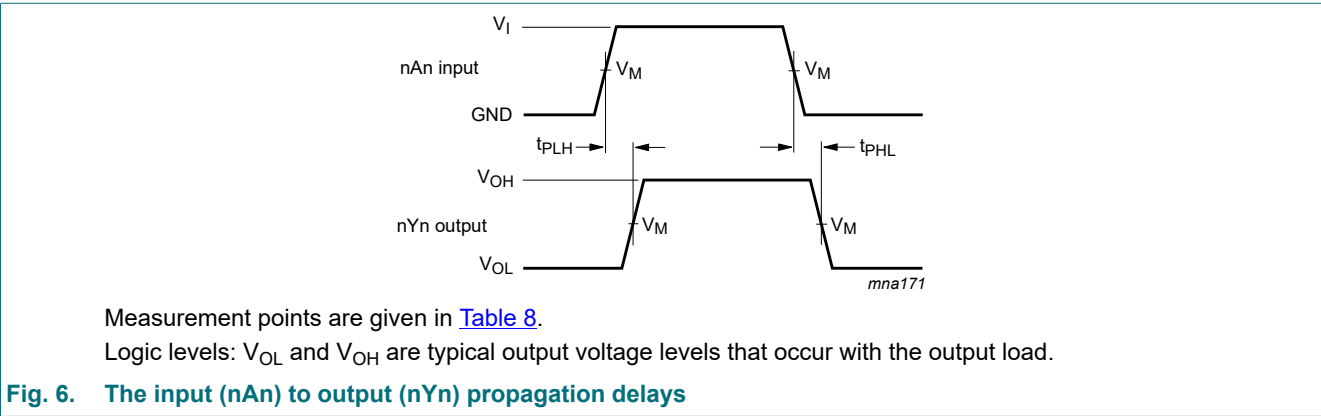 V_I
nAn input
V_M
V_M
GND
t_PLH
t_PHL
V_OH
nYn output
V_M
V_M
V_OL
mna171
Measurement points are given in Table 8.
Logic levels: V_OL and V_OH are typical output voltage levels that occur with the output load.
Fig. 6. The input (nAn) to output (nYn) propagation delays